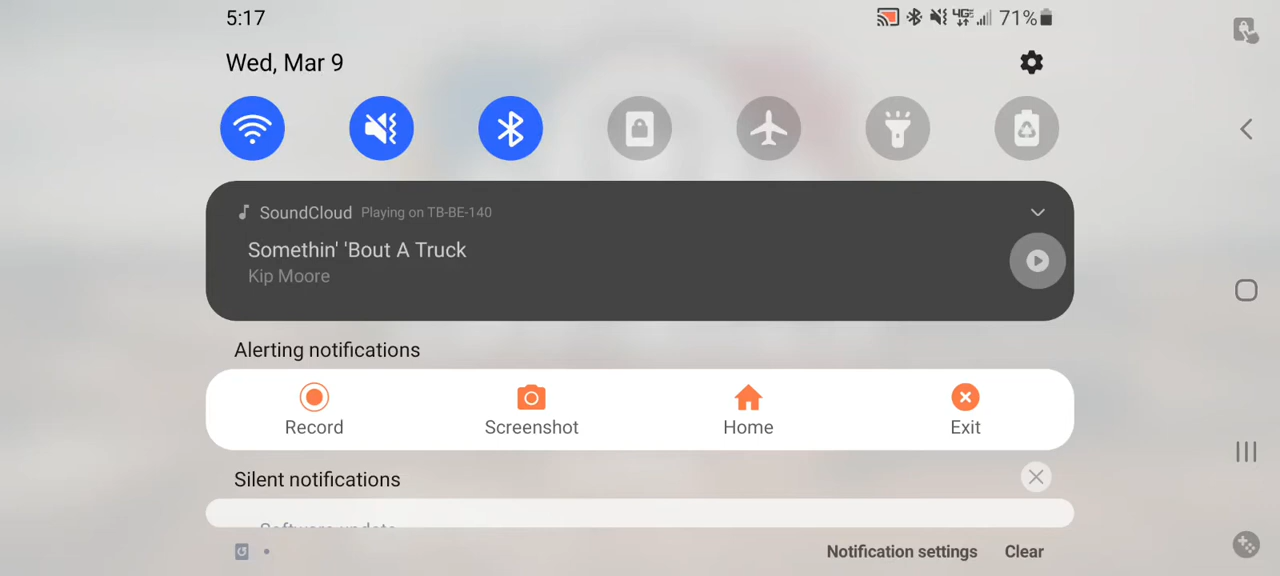 5:17
4GE 71%
Wed, Mar 9
SoundCloud Playing on TB-BE-140
Somethin' 'Bout A Truck
Kip Moore
Alerting notifications
Record Screenshot Home Exit
Silent notifications
Software update
Notification settings Clear